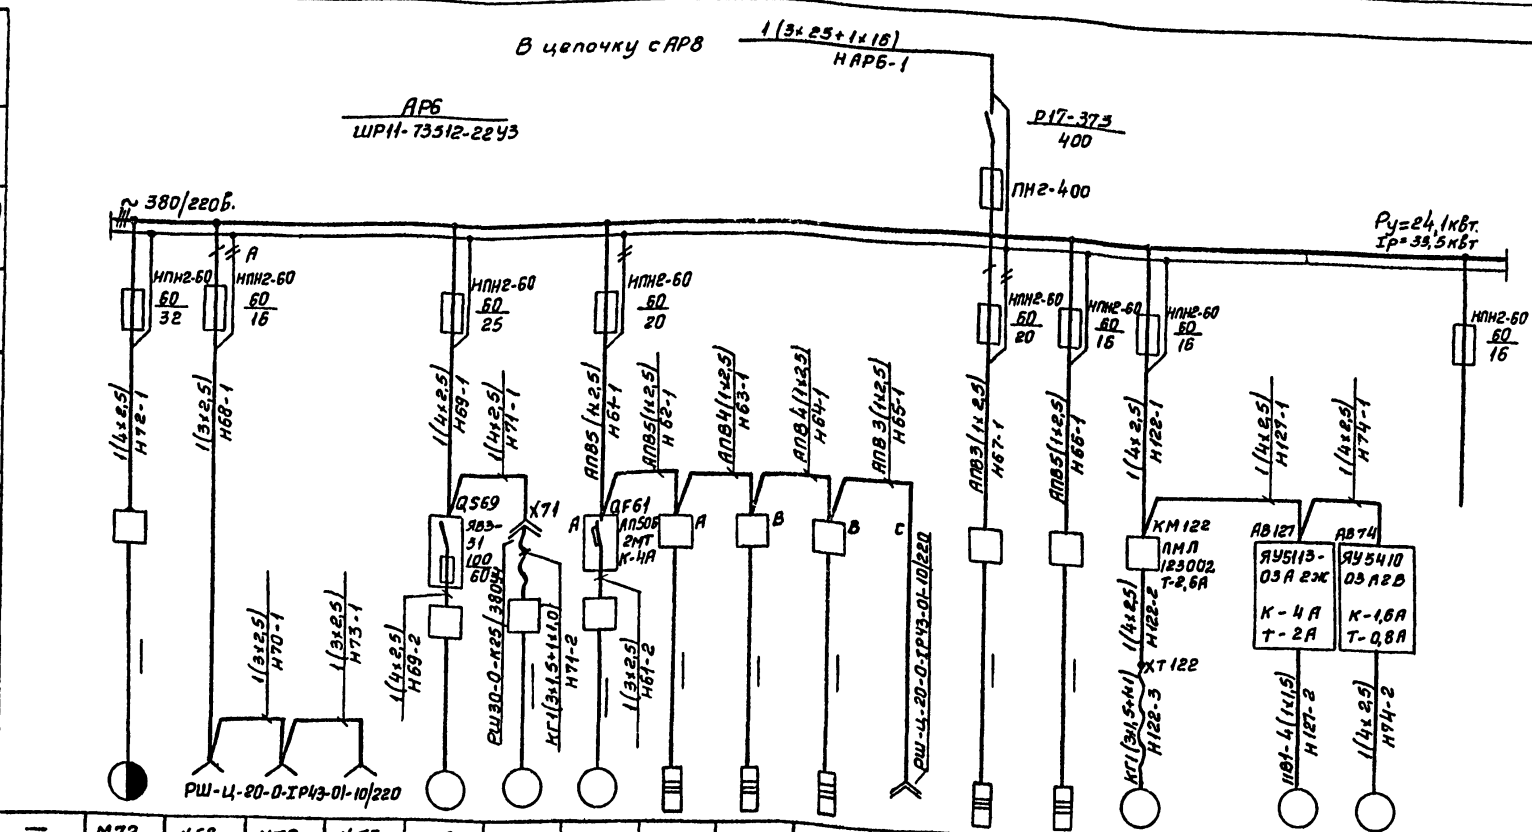 В цепочку с АР8
1(3х25+1х16)
НАР6-1
АР6
ШР11-73512-22У3
Р17-373
400
ПН2-400
~ 380/220В.
Ру=24,1квт.
Iр=33,5квт
А
НПН2-60
60
32
НПН2-60
60
16
НПН2-60
60
25
НПН2-60
60
20
НПН2-60
60
20
НПН2-60
60
16
НПН2-60
60
16
НПН2-60
60
16
1(4х2,5)
Н72-1
1(3х2,5)
Н68-1
1(4х2,5)
Н69-1
1(4х2,5)
Н71-1
АПВ5(1х2,5)
Н61-1
АПВ5(1х2,5)
Н62-1
АПВ4(1х2,5)
Н63-1
АПВ4(1х2,5)
Н64-1
АПВ3(1х2,5)
Н65-1
АПВ3(1х2,5)
Н67-1
АПВ5(1х2,5)
Н66-1
1(4х2,5)
Н122-1
1(4х2,5)
Н127-1
1(4х2,5)
Н74-1
QS69
ЯВ3-
31
100
60
Х71
А
QF61
АП50Б
2МТ
К-4А
А
В
В
С
КМ122
ПМЛ
123002
Т-2,6А
АВ127
ЯУ5113-
03А2Ж
К-4А
Т-2А
АВ74
ЯУ5410
03А2В
К-1,6А
Т-0,8А
1(3х2,5)
Н70-1
1(3х2,5)
Н73-1
1(4х2,5)
Н69-2
РШ30-0-К25/380У4
КГ1(3х1,5+1х1,0)
Н71-2
1(3х2,5)
Н61-2
РШ-Ц-20-0-IР43-01-10/220
1(4х2,5)
Н122-2
ХТ122
КГ1(3х1,5+1х1)
Н122-3
ПВ1-4(1х1,5)
Н127-2
1(4х2,5)
Н74-2
РШ-Ц-20-0-IР43-01-10/220
М72